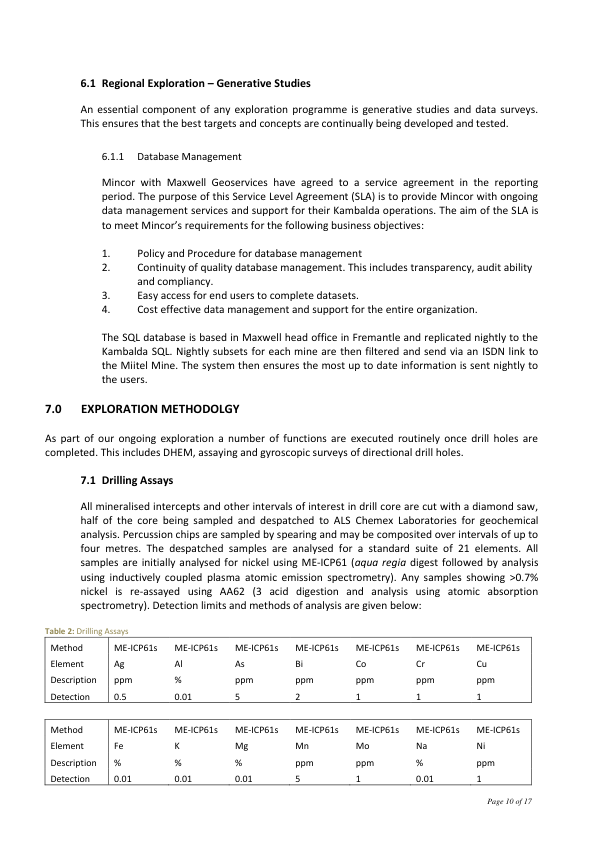 6.1 Regional Exploration – Generative Studies
An essential component of any exploration programme is generative studies and data surveys.
This ensures that the best targets and concepts are continually being developed and tested.
6.1.1 Database Management
Mincor with Maxwell Geoservices have agreed to a service agreement in the reporting
period. The purpose of this Service Level Agreement (SLA) is to provide Mincor with ongoing
data management services and support for their Kambalda operations. The aim of the SLA is
to meet Mincor's requirements for the following business objectives:
1. Policy and Procedure for database management
2. Continuity of quality database management. This includes transparency, audit ability
and compliancy.
3. Easy access for end users to complete datasets.
4. Cost effective data management and support for the entire organization.
The SQL database is based in Maxwell head office in Fremantle and replicated nightly to the
Kambalda SQL. Nightly subsets for each mine are then filtered and send via an ISDN link to
the Miitel Mine. The system then ensures the most up to date information is sent nightly to
the users.
7.0 EXPLORATION METHODOLGY
As part of our ongoing exploration a number of functions are executed routinely once drill holes are
completed. This includes DHEM, assaying and gyroscopic surveys of directional drill holes.
7.1 Drilling Assays
All mineralised intercepts and other intervals of interest in drill core are cut with a diamond saw,
half of the core being sampled and despatched to ALS Chemex Laboratories for geochemical
analysis. Percussion chips are sampled by spearing and may be composited over intervals of up to
four metres. The despatched samples are analysed for a standard suite of 21 elements. All
samples are initially analysed for nickel using ME-ICP61 (aqua regia digest followed by analysis
using inductively coupled plasma atomic emission spectrometry). Any samples showing >0.7%
nickel is re-assayed using AA62 (3 acid digestion and analysis using atomic absorption
spectrometry). Detection limits and methods of analysis are given below:
Table 2: Drilling Assays
Method ME-ICP61s ME-ICP61s ME-ICP61s ME-ICP61s ME-ICP61s ME-ICP61s ME-ICP61s
Element Ag Al As Bi Co Cr Cu
Description ppm % ppm ppm ppm ppm ppm
Detection 0.5 0.01 5 2 1 1 1
Method ME-ICP61s ME-ICP61s ME-ICP61s ME-ICP61s ME-ICP61s ME-ICP61s ME-ICP61s
Element Fe K Mg Mn Mo Na Ni
Description % % % ppm ppm % ppm
Detection 0.01 0.01 0.01 5 1 0.01 1
Page 10 of 17